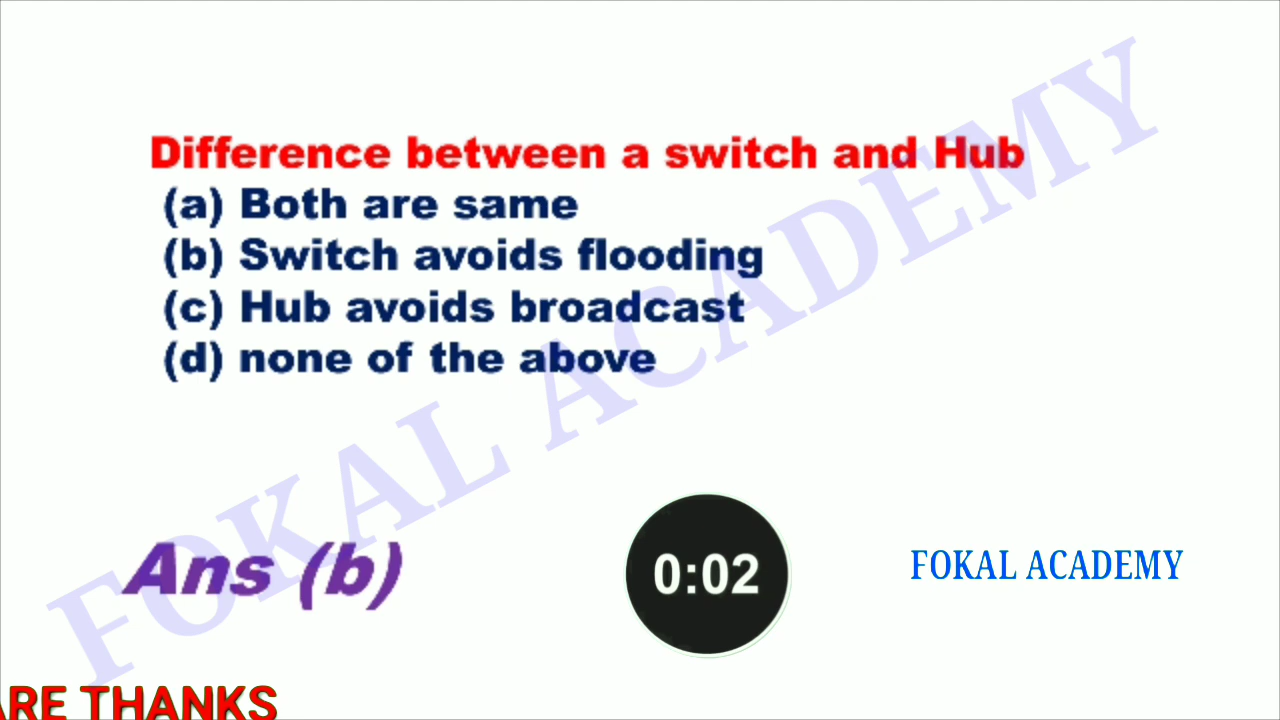 Difference between a switch and Hub
(a) Both are same
(b) Switch avoids flooding
(c) Hub avoids broadcast
(d) none of the above
FOKAL ACADEMY
Ans (b)
0:02
FOKAL ACADEMY
THANKS